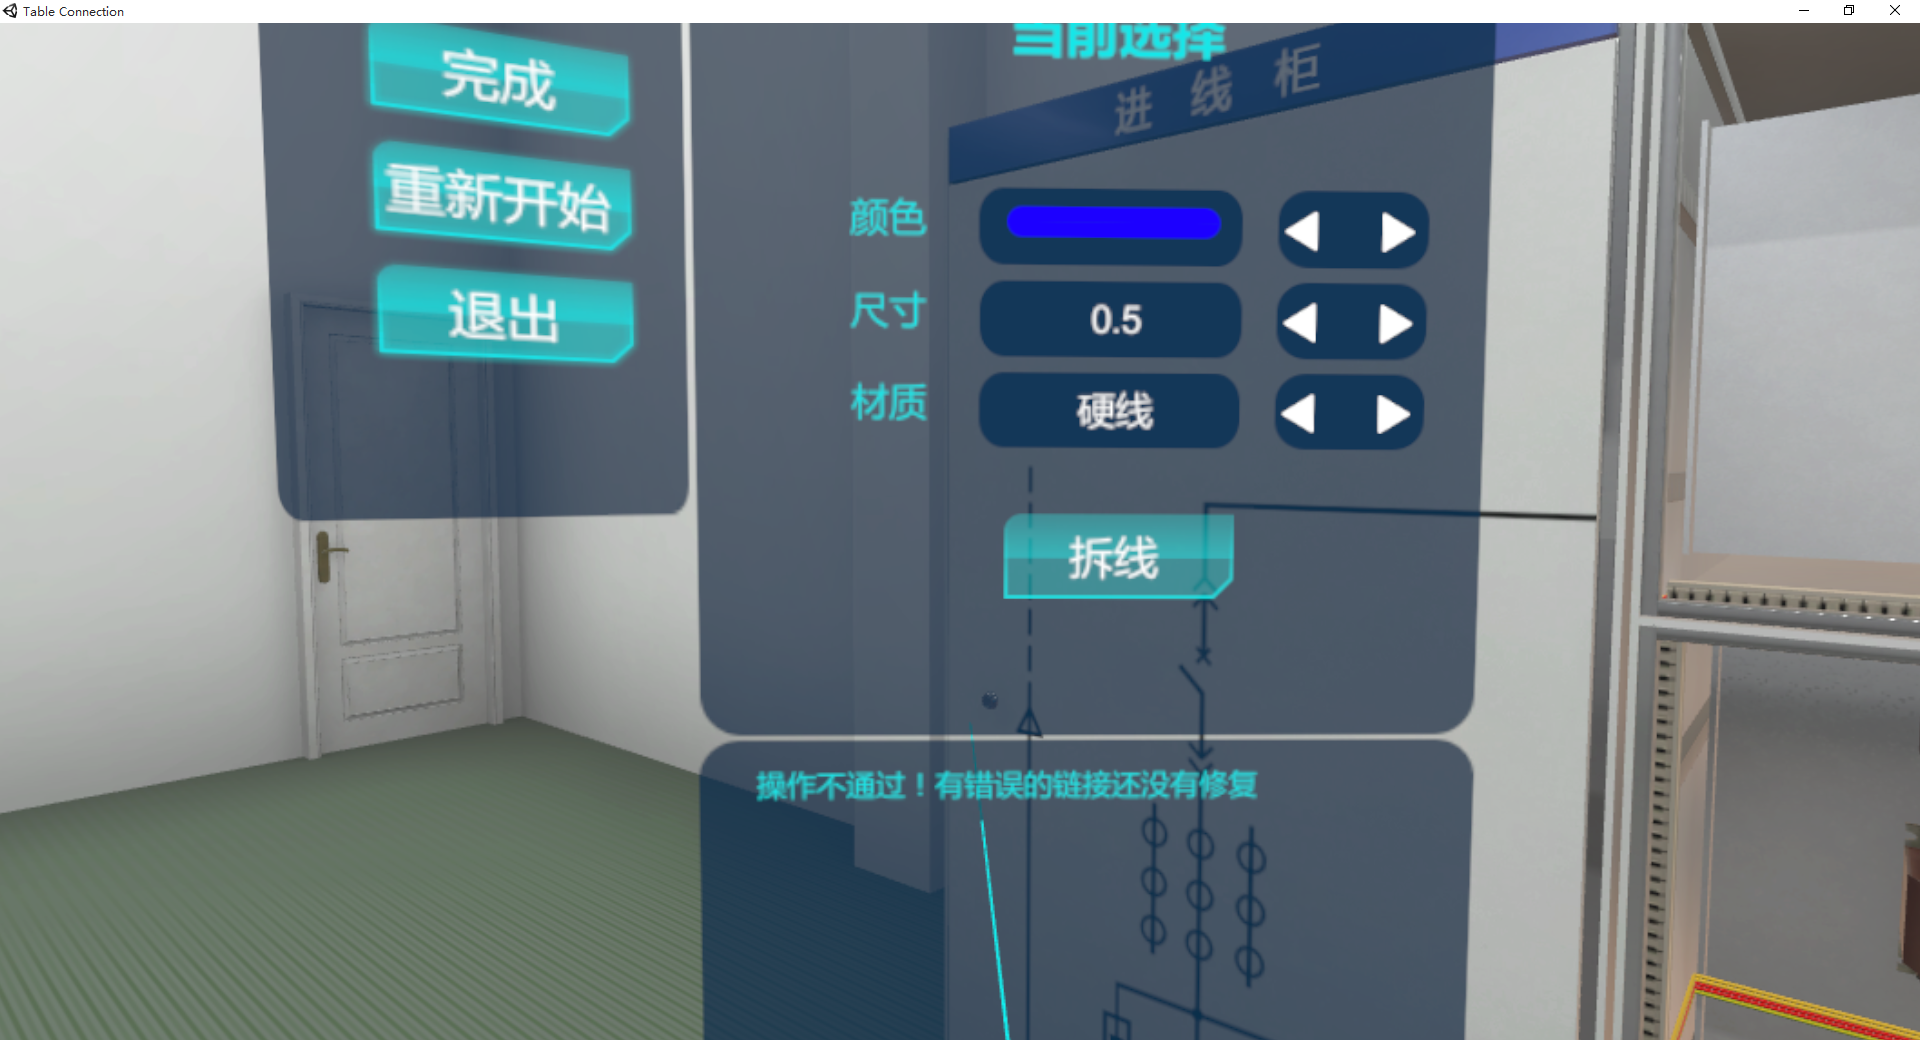 Table Connection
完成
重新开始
退出
当前选择
进线柜
颜色
尺寸
0.5
材质
硬线
拆线
操作不通过！有错误的链接还没有修复